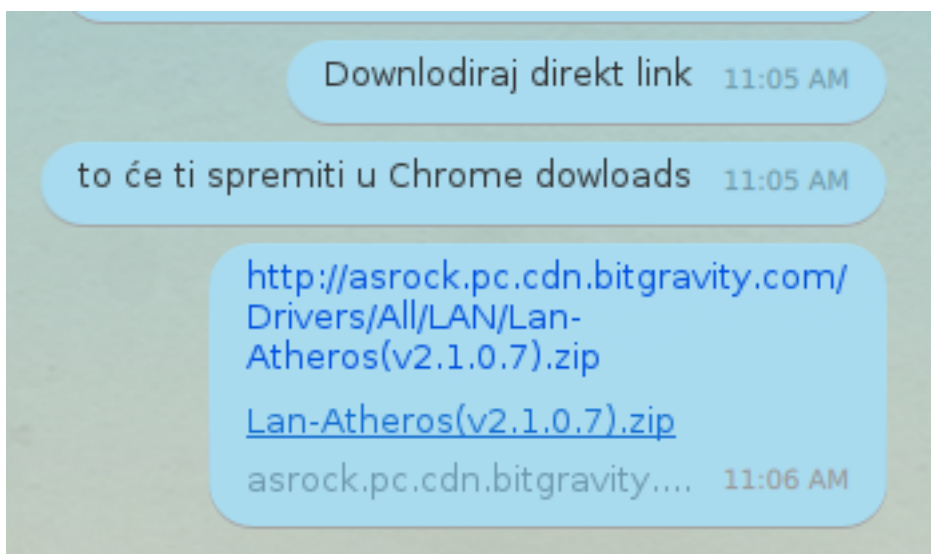 Downlodiraj direkt link 11:05 AM
to će ti spremiti u Chrome dowloads 11:05 AM
http://asrock.pc.cdn.bitgravity.com/
Drivers/All/LAN/Lan-
Atheros(v2.1.0.7).zip
Lan-Atheros(v2.1.0.7).zip
asrock.pc.cdn.bitgravity.... 11:06 AM